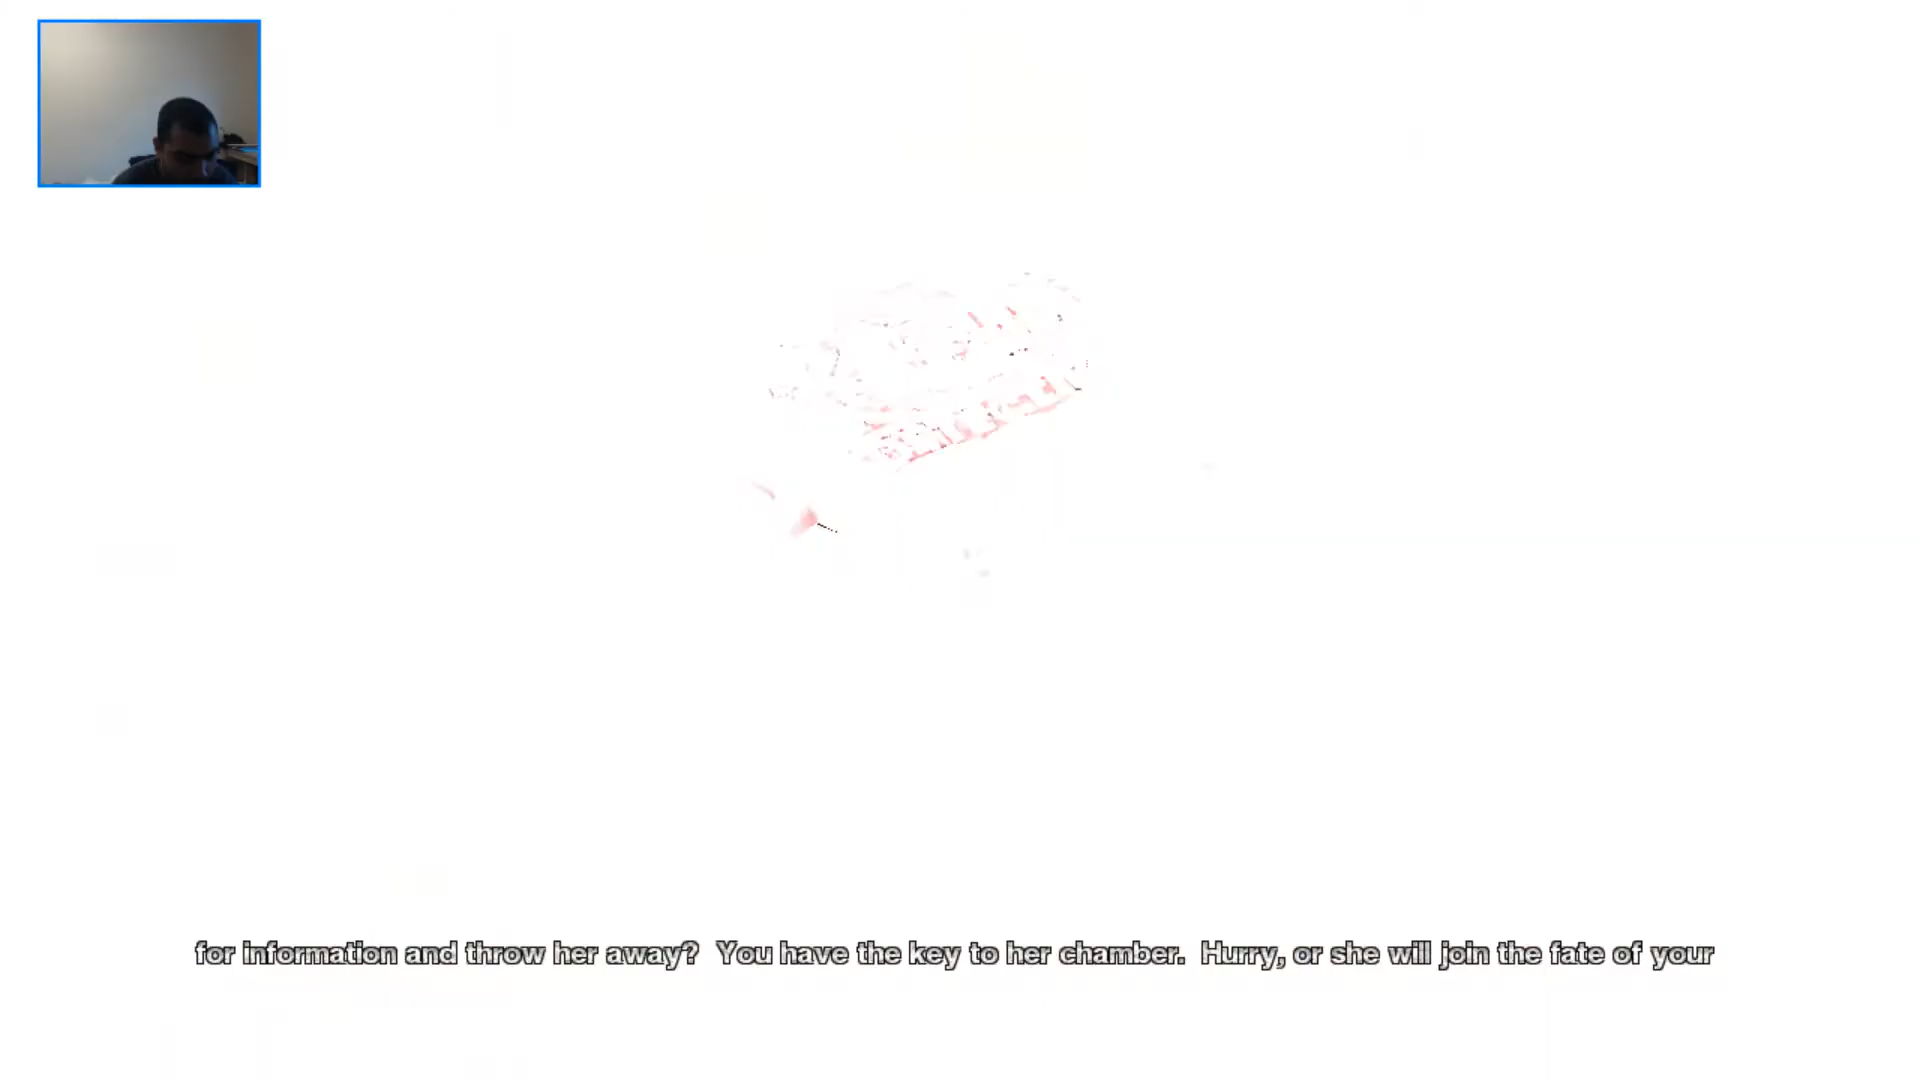 for information and throw her away?  You have the key to her chamber.  Hurry, or she will join the fate of your